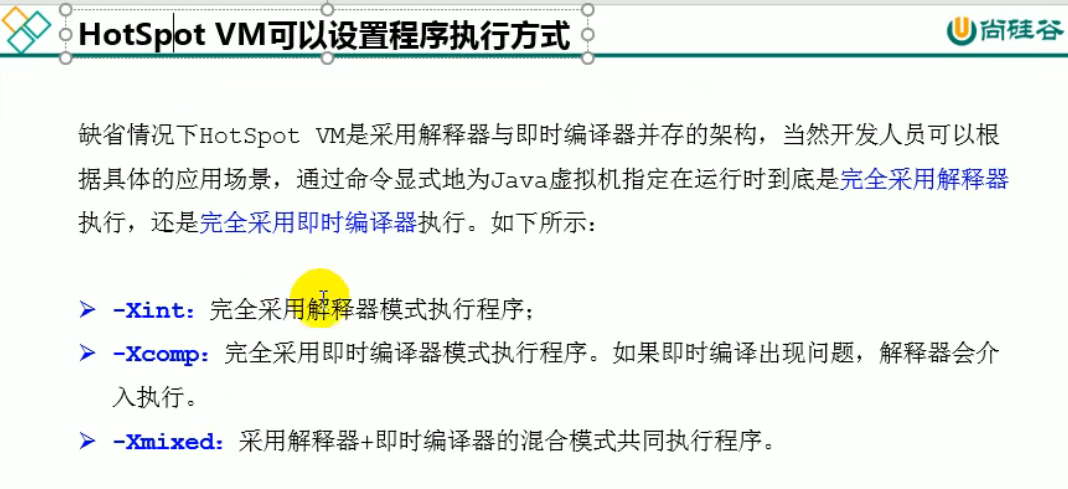 HotSpot VM可以设置程序执行方式
尚硅谷
缺省情况下HotSpot VM是采用解释器与即时编译器并存的架构，当然开发人员可以根
据具体的应用场景，通过命令显式地为Java虚拟机指定在运行时到底是完全采用解释器
执行，还是完全采用即时编译器执行。如下所示：
-Xint：完全采用解释器模式执行程序；
-Xcomp：完全采用即时编译器模式执行程序。如果即时编译出现问题，解释器会介
入执行。
-Xmixed：采用解释器+即时编译器的混合模式共同执行程序。